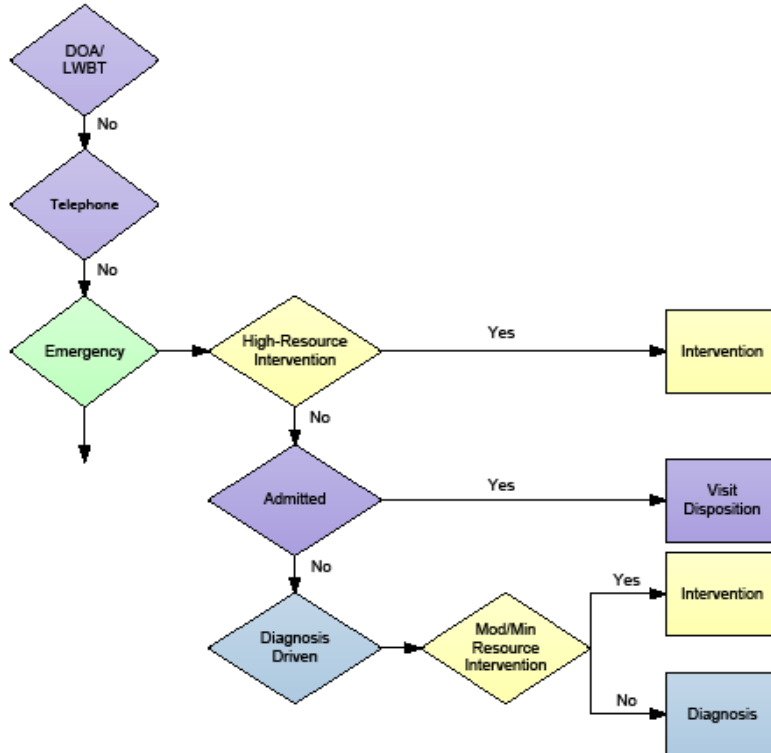 DOA/
LWBT
No
Telephone
No
Emergency
High-Resource
Intervention
Yes
Intervention
No
Admitted
Yes
Visit
Disposition
No
Diagnosis
Driven
Mod/Min
Resource
Intervention
Yes
Intervention
No
Diagnosis